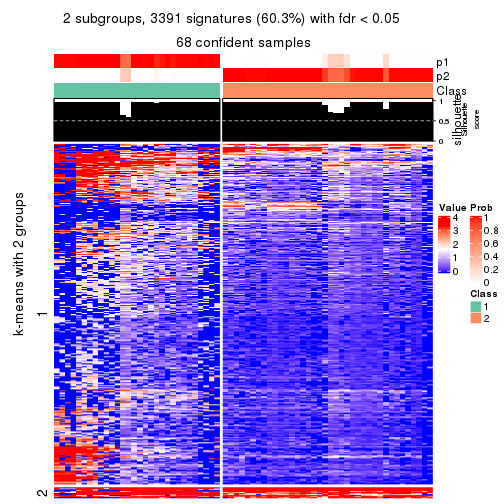 2 subgroups, 3391 signatures (60.3%) with fdr < 0.05
68 confident samples
p1
p2
Class
silhouette
Silhouette
score
1
0.5
0
k-means with 2 groups
1
2
Value
4
3
2
1
0
Prob
1
0.8
0.6
0.4
0.2
0
Class
1
2